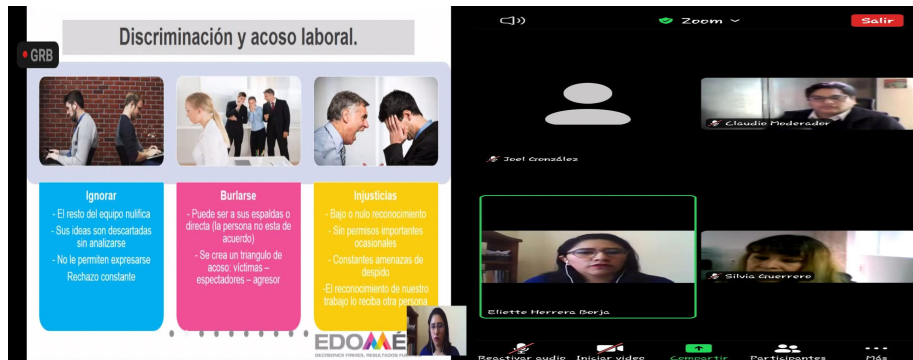 Discriminación y acoso laboral.
GRB
Ignorar
- El resto del equipo nulifica
- Sus ideas son descartadas
sin analizarse
- No le permiten expresarse
Rechazo constante
Burlarse
- Puede ser a sus espaldas o
directa (la persona no esta de
acuerdo)
- Se crea un triangulo de
acoso: víctimas –
espectadores – agresor
Injusticias
- Bajo o nulo reconocimiento
- Sin permisos importantes
ocasionales
- Constantes amenazas de
despido
-El reconocimiento de nuestro
trabajo lo reciba otra persona
EDOMÉ
DECISIONES FIRMES, RESULTADOS
Zoom
Salir
Joel González
Claudio Moderador
Eliette Herrera Borja
Silvia Guerrero
Reactivar audio
Iniciar video
Compartir
Participantes
Más